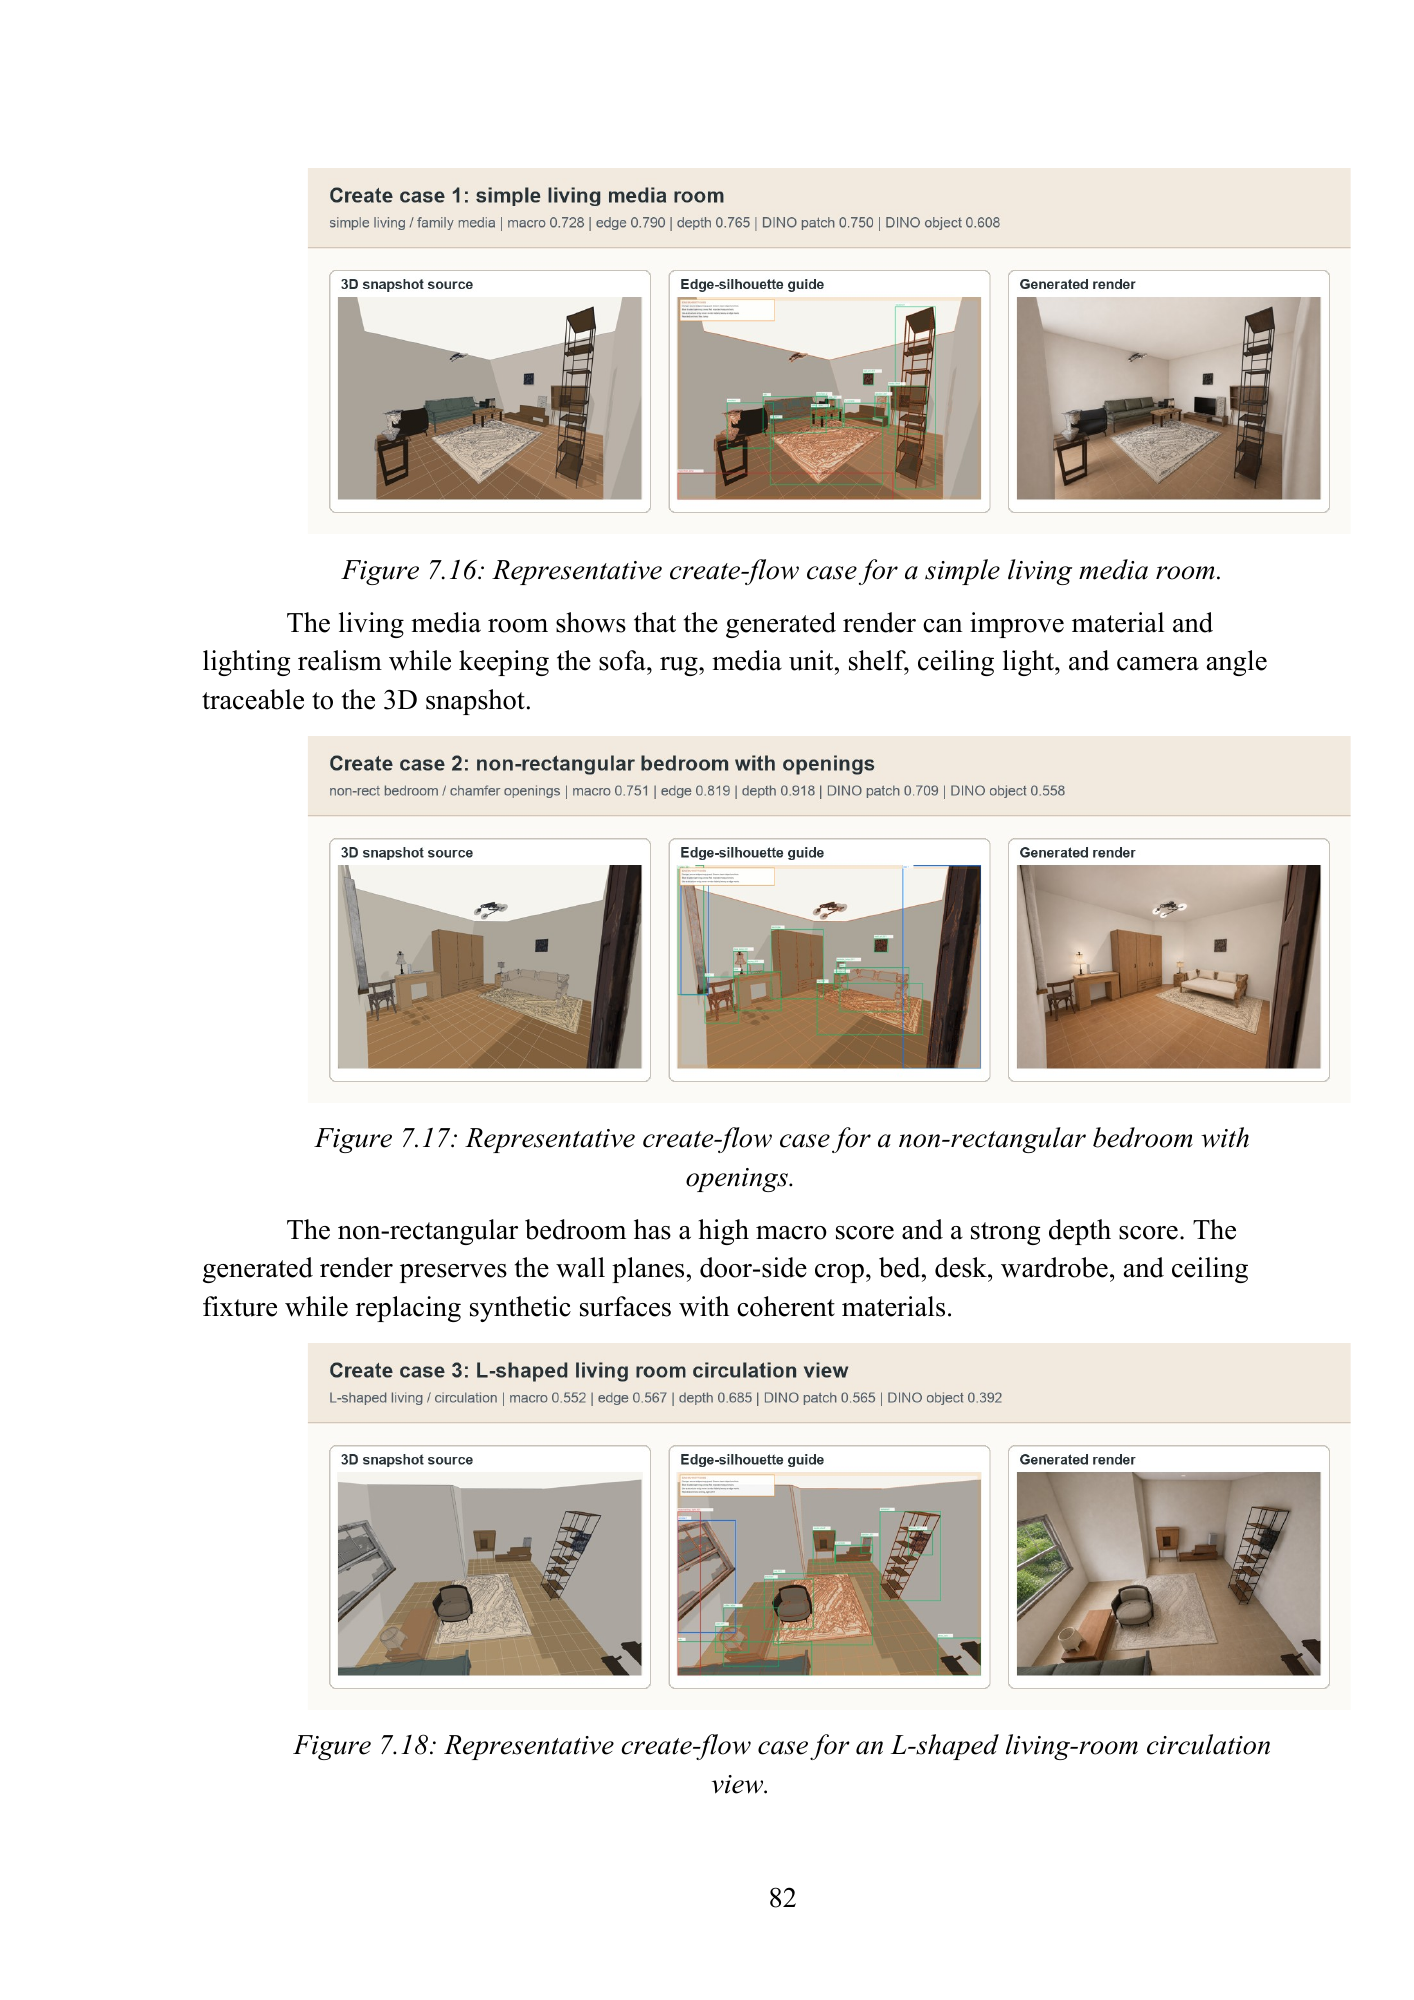 Create case 1: simple living media room
simple living / family media | macro 0.728 | edge 0.790 | depth 0.765 | DINO patch 0.750 | DINO object 0.608
3D snapshot source
Edge-silhouette guide
Generated render
Figure 7.16: Representative create-flow case for a simple living media room.
The living media room shows that the generated render can improve material and
lighting realism while keeping the sofa, rug, media unit, shelf, ceiling light, and camera angle
traceable to the 3D snapshot.
Create case 2: non-rectangular bedroom with openings
non-rect bedroom / chamfer openings | macro 0.751 | edge 0.819 | depth 0.918 | DINO patch 0.709 | DINO object 0.558
3D snapshot source
Edge-silhouette guide
Generated render
Figure 7.17: Representative create-flow case for a non-rectangular bedroom with
openings.
The non-rectangular bedroom has a high macro score and a strong depth score. The
generated render preserves the wall planes, door-side crop, bed, desk, wardrobe, and ceiling
fixture while replacing synthetic surfaces with coherent materials.
Create case 3: L-shaped living room circulation view
L-shaped living / circulation | macro 0.552 | edge 0.567 | depth 0.685 | DINO patch 0.565 | DINO object 0.392
3D snapshot source
Edge-silhouette guide
Generated render
Figure 7.18: Representative create-flow case for an L-shaped living-room circulation
view.
82